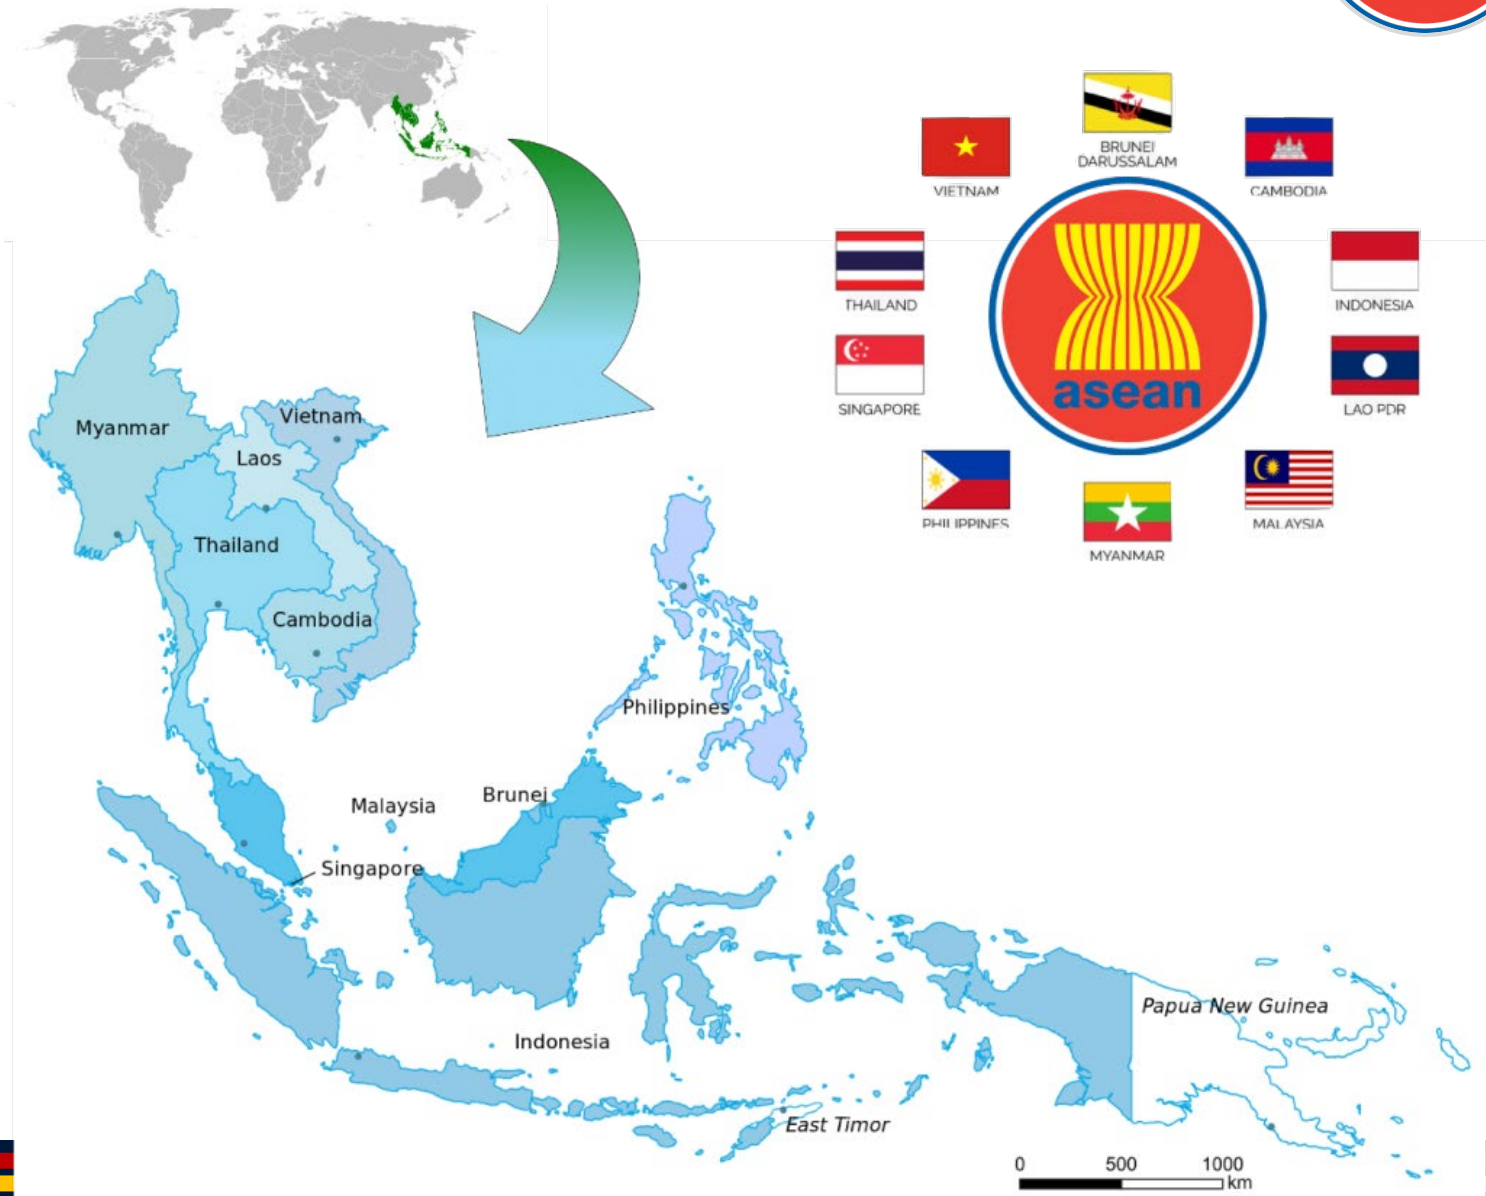 BRUNEI
DARUSSALAM
VIETNAM
CAMBODIA
THAILAND
INDONESIA
SINGAPORE
LAO PDR
asean
PHILIPPINES
MALAYSIA
MYANMAR
Myanmar
Vietnam
Laos
Thailand
Cambodia
Philippines
Malaysia
Brunei
Singapore
Indonesia
Papua New Guinea
East Timor
0 500 1000
km